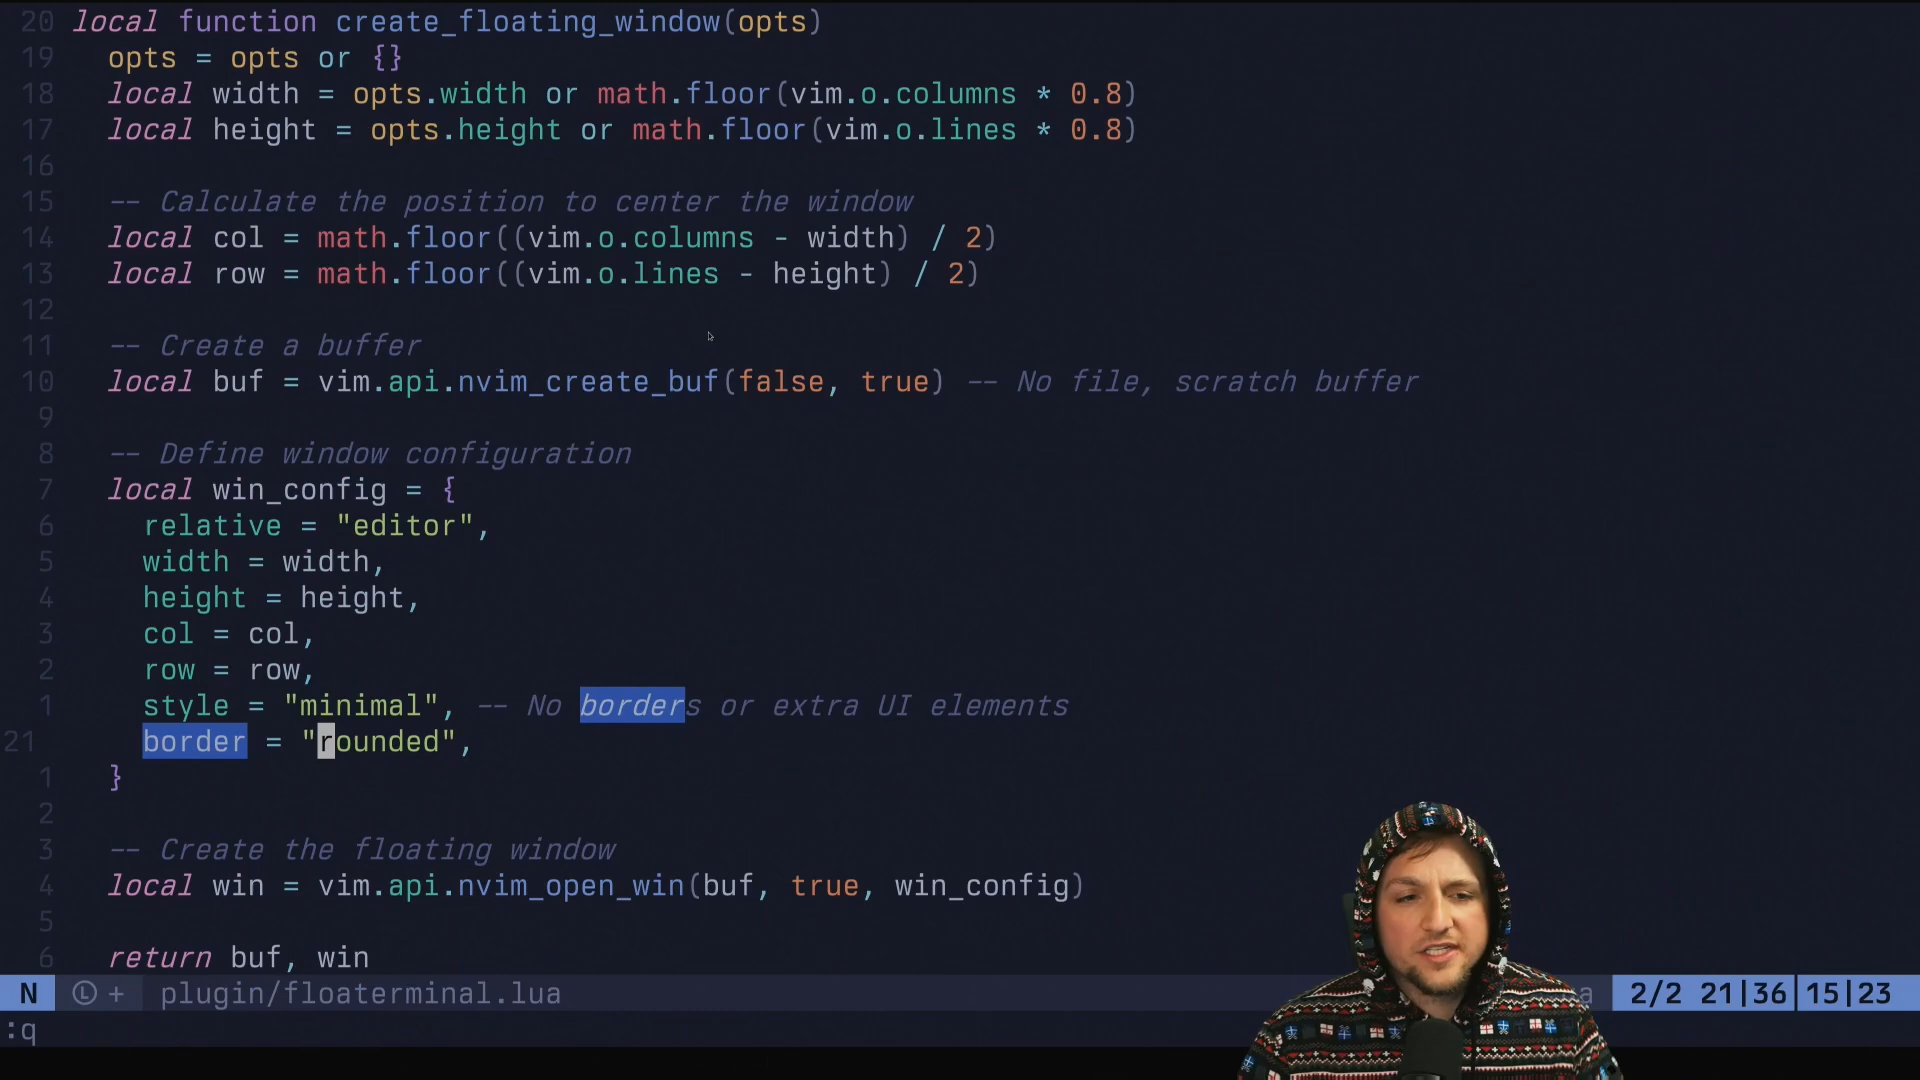 20 local function create_floating_window(opts)
19 opts = opts or {}
18 local width = opts.width or math.floor(vim.o.columns * 0.8)
17 local height = opts.height or math.floor(vim.o.lines * 0.8)
16
15 -- Calculate the position to center the window
14 local col = math.floor((vim.o.columns - width) / 2)
13 local row = math.floor((vim.o.lines - height) / 2)
12
11 -- Create a buffer
10 local buf = vim.api.nvim_create_buf(false, true) -- No file, scratch buffer
9
8 -- Define window configuration
7 local win_config = {
6 relative = "editor",
5 width = width,
4 height = height,
3 col = col,
2 row = row,
1 style = "minimal", -- No borders or extra UI elements
21 border = "rounded",
1 }
2
3 -- Create the floating window
4 local win = vim.api.nvim_open_win(buf, true, win_config)
5
6 return buf, win
N Ⓛ + plugin/floaterminal.lua a 2/2 21|36|15|23
:q